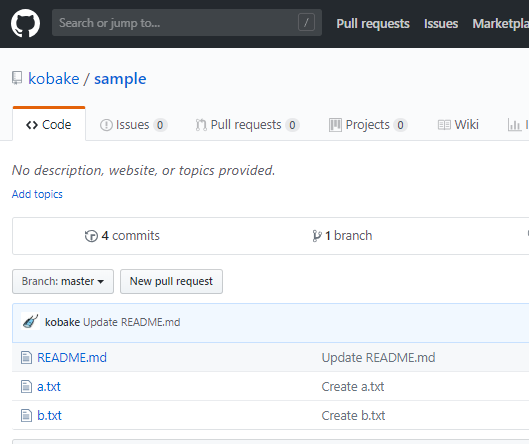 Search or jump to... / Pull requests Issues Marketpla
kobake / sample
Code Issues 0 Pull requests 0 Projects 0 Wiki
No description, website, or topics provided.
Add topics
4 commits 1 branch
Branch: master New pull request
kobake Update README.md
README.md Update README.md
a.txt Create a.txt
b.txt Create b.txt